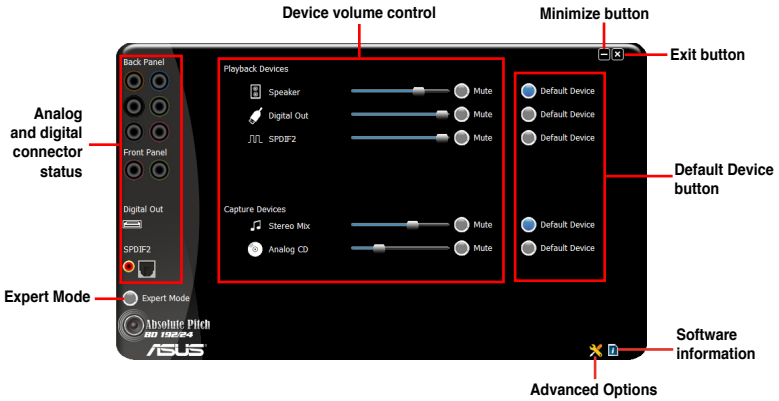 Device volume control
Minimize button
Exit button
Back Panel
Playback Devices
Speaker Mute Default Device
Digital Out Mute Default Device
SPDIF2 Mute Default Device
Analog
and digital
connector
status
Front Panel
Default Device
button
Digital Out
Capture Devices
Stereo Mix Mute Default Device
Analog CD Mute Default Device
SPDIF2
Expert Mode
Expert Mode
Absolute Pitch
BD 192/24
ASUS
Software
information
Advanced Options